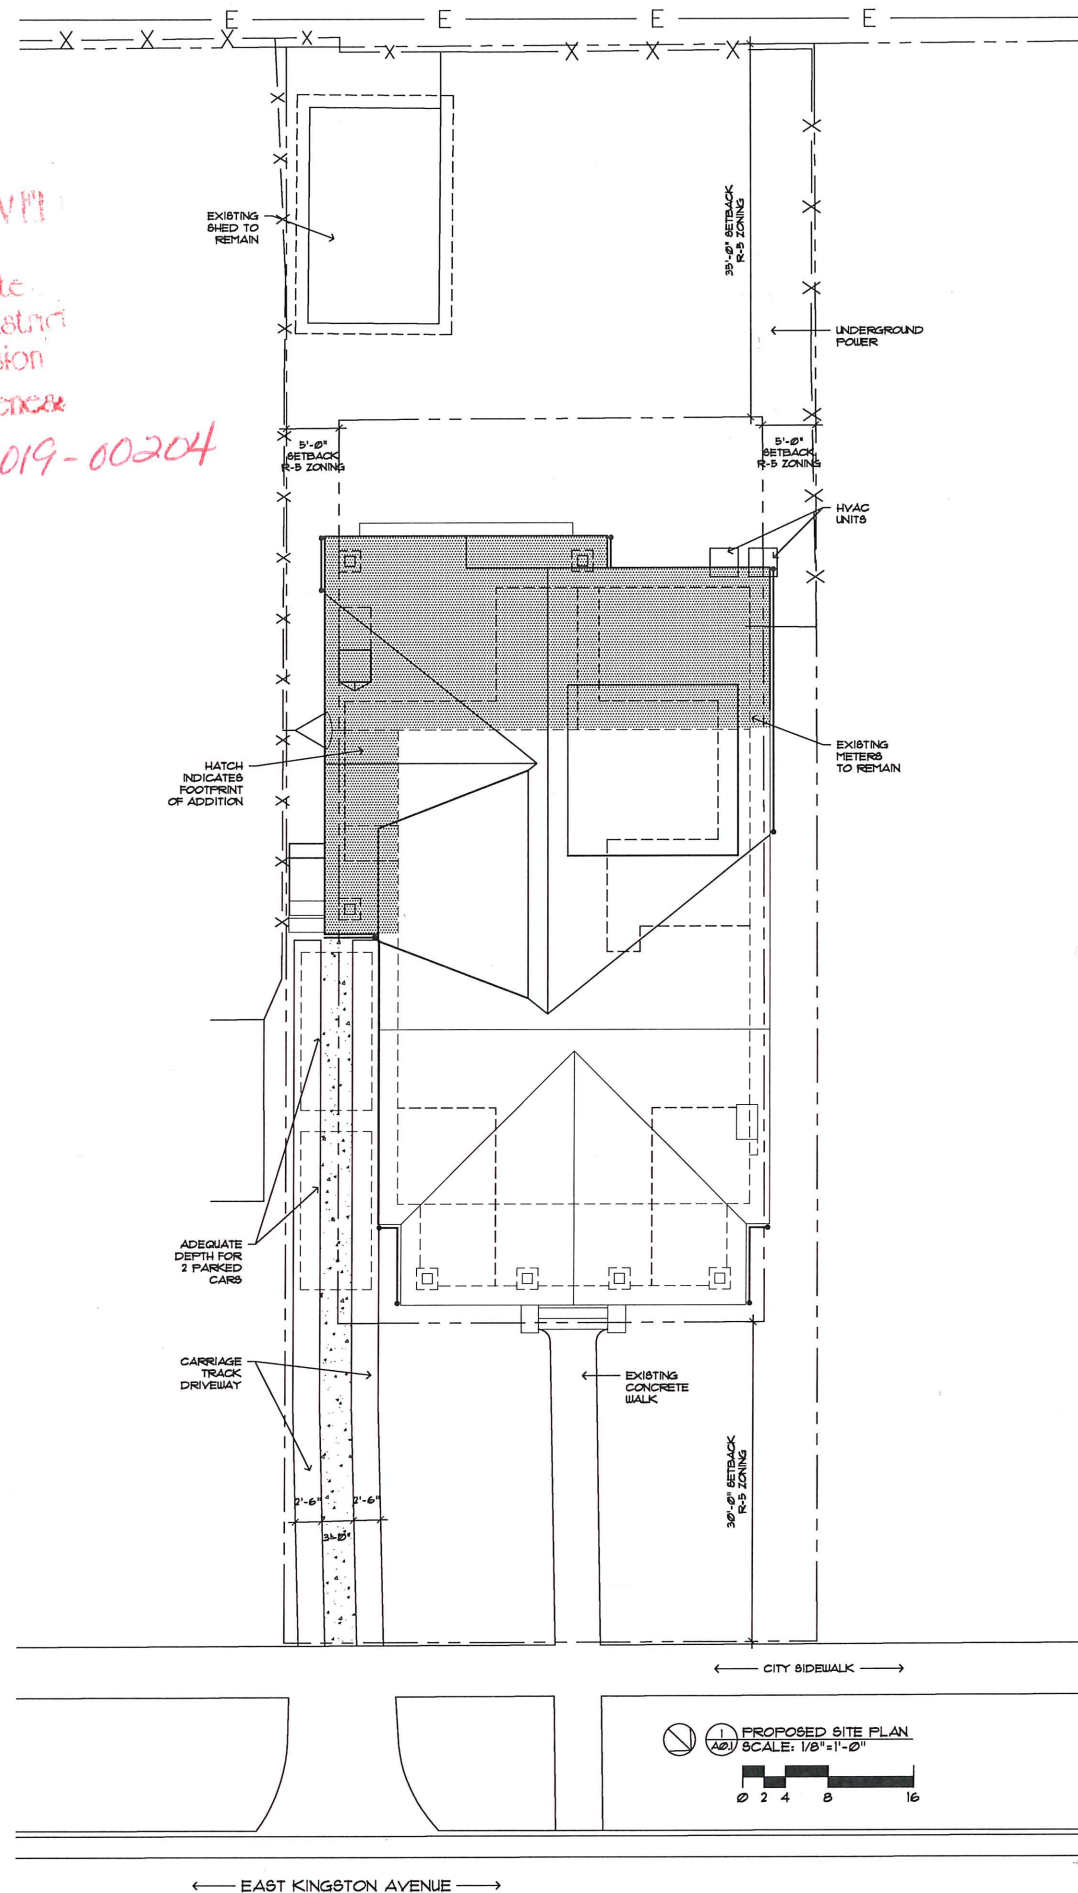 E E E E
EXISTING
SHED TO
REMAIN
35'-0" SETBACK
R-5 ZONING
UNDERGROUND
POWER
019-00204
5'-0"
SETBACK
R-5 ZONING
5'-0"
SETBACK
R-5 ZONING
HVAC
UNITS
HATCH
INDICATES
FOOTPRINT
OF ADDITION
EXISTING
METERS
TO REMAIN
ADEQUATE
DEPTH FOR
2 PARKED
CARS
CARRIAGE
TRACK
DRIVEWAY
EXISTING
CONCRETE
WALK
30'-0" SETBACK
R-5 ZONING
2'-6" 2'-6"
3'-0"
CITY SIDEWALK
1
A0.1
PROPOSED SITE PLAN
SCALE: 1/8"=1'-0"
0 2 4 8 16
EAST KINGSTON AVENUE